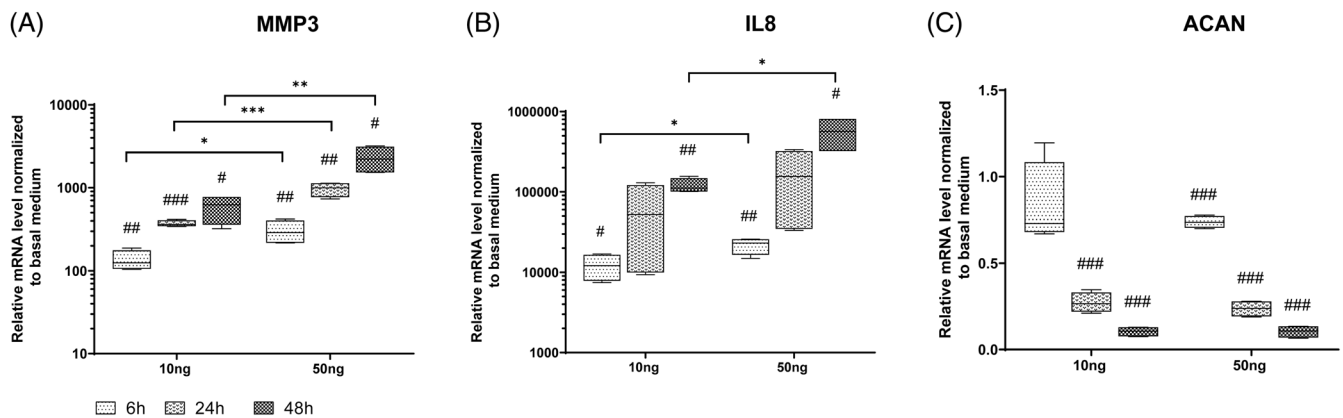 (A) MMP3
Relative mRNA level normalized
to basal medium
10000
1000
100
10
**
***
*
##
###
#
##
##
#
10ng
50ng
(B) IL8
Relative mRNA level normalized
to basal medium
1000000
100000
10000
1000
*
*
#
##
##
#
10ng
50ng
(C) ACAN
Relative mRNA level normalized
to basal medium
1.5
1.0
0.5
0.0
###
###
###
###
###
10ng
50ng
6h 24h 48h